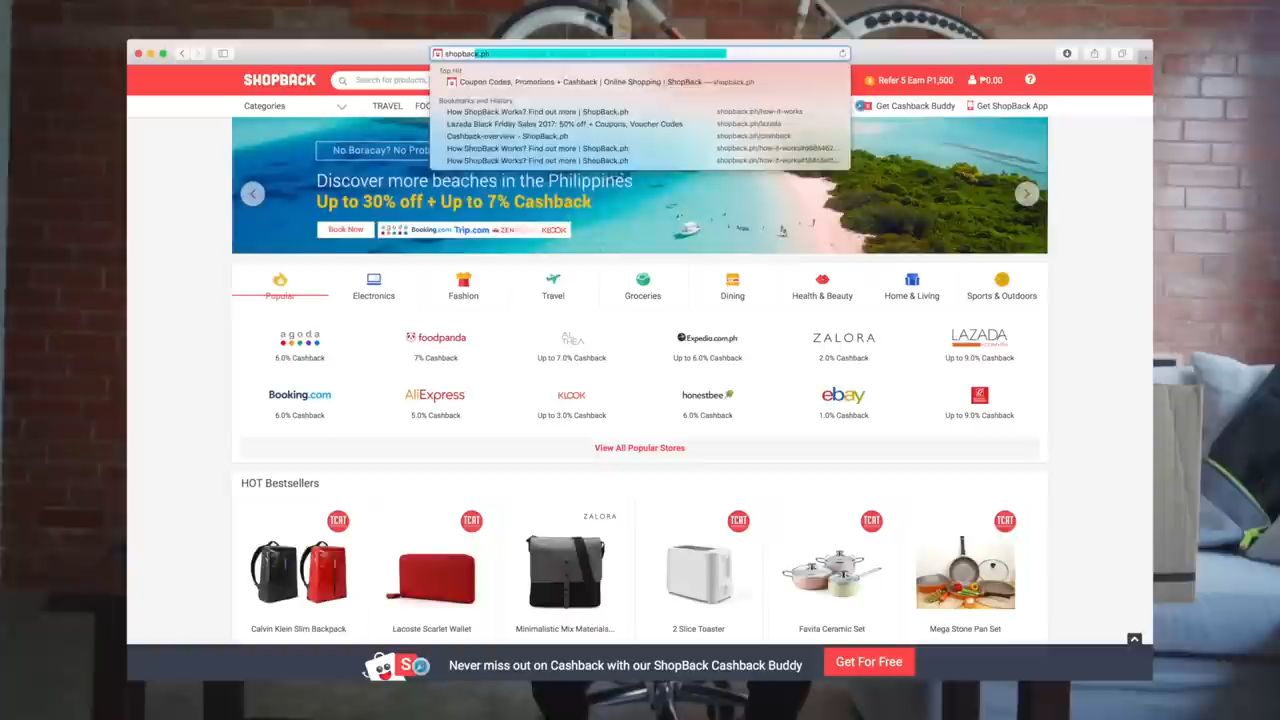 shopback.ph
Top Hit
Coupon Codes, Promotions + Cashback | Online Shopping | ShopBack — shopback.ph
Bookmarks and History
How ShopBack Works? Find out more | ShopBack.ph shopback.ph/how-it-works
Lazada Black Friday Sales 2017: 50% off + Coupons, Voucher Codes shopback.ph/lazada
Cashback-overview - ShopBack.ph shopback.ph/cashback
How ShopBack Works? Find out more | ShopBack.ph
How ShopBack Works? Find out more | ShopBack.ph
SHOPBACK Search for products, Refer 5 Earn P1,500 ₱0.00
Categories TRAVEL Get Cashback Buddy Get ShopBack App
No Boracay?
Discover more beaches in the Philippines
Up to 30% off + Up to 7% Cashback
Book Now agoda Booking.com Trip.com ZEN KLOOK
Popular Electronics Fashion Travel Groceries Dining Health & Beauty Home & Living Sports & Outdoors
agoda foodpanda ALTHEA Expedia.com.ph ZALORA LAZADA
6.0% Cashback 7% Cashback Up to 7.0% Cashback Up to 6.0% Cashback 2.0% Cashback Up to 9.0% Cashback
Booking.com AliExpress KLOOK honestbee ebay
6.0% Cashback 5.0% Cashback Up to 3.0% Cashback 6.0% Cashback 1.0% Cashback Up to 9.0% Cashback
View All Popular Stores
HOT Bestsellers
TCAT TCAT ZALORA TCAT TCAT TCAT
Calvin Klein Slim Backpack Lacoste Scarlet Wallet Minimalistic Mix Materials... 2 Slice Toaster Favita Ceramic Set Mega Stone Pan Set
Never miss out on Cashback with our ShopBack Cashback Buddy Get For Free